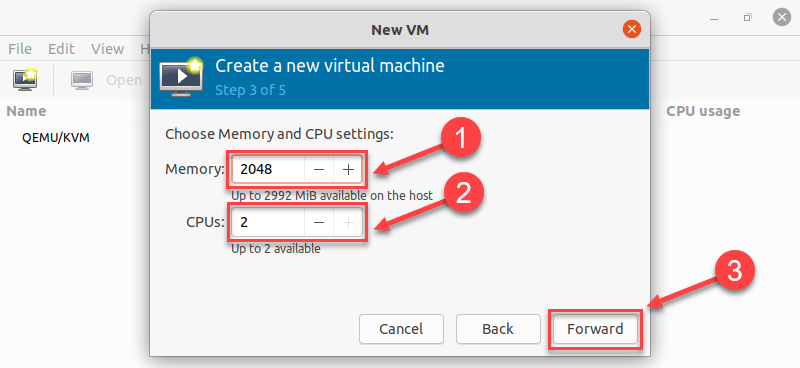 New VM
File Edit View H
Create a new virtual machine
Step 3 of 5
Open
Name
CPU usage
QEMU/KVM
Choose Memory and CPU settings:
1
Memory: 2048 − +
Up to 2992 MiB available on the host
2
CPUs: 2 − +
Up to 2 available
3
Cancel Back Forward